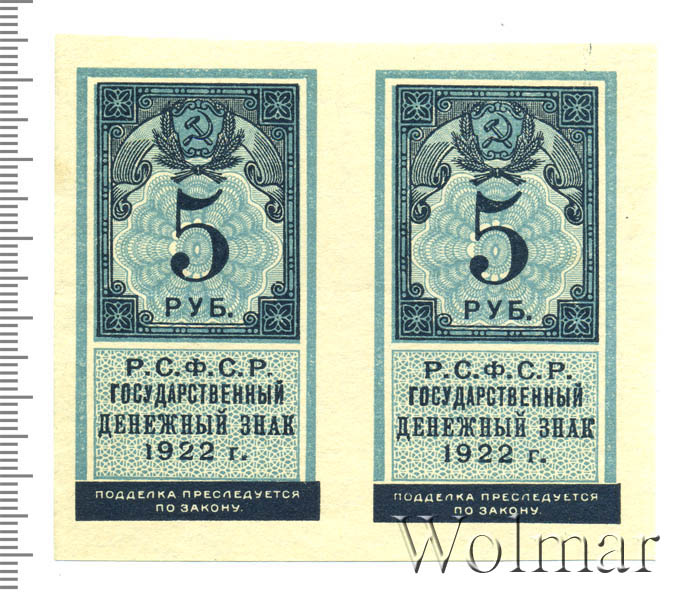 5
РУБ.
Р.С.Ф.С.Р.
ГОСУДАРСТВЕННЫЙ
ДЕНЕЖНЫЙ ЗНАК
1922 г.
ПОДДЕЛКА ПРЕСЛЕДУЕТСЯ
ПО ЗАКОНУ.
5
РУБ.
Р.С.Ф.С.Р.
ГОСУДАРСТВЕННЫЙ
ДЕНЕЖНЫЙ ЗНАК
1922 г.
ПОДДЕЛКА ПРЕСЛЕДУЕТСЯ
ПО ЗАКОНУ.
Wolmar